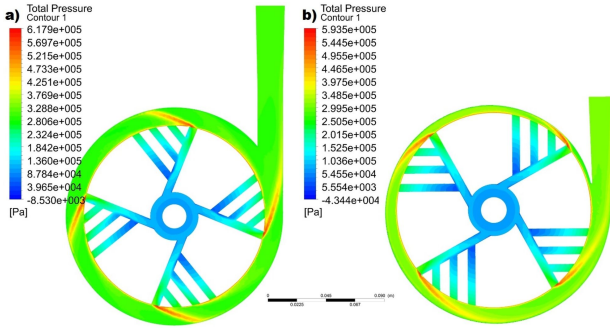 a)
Total Pressure
Contour 1
6.179e+005
5.697e+005
5.215e+005
4.733e+005
4.251e+005
3.769e+005
3.288e+005
2.806e+005
2.324e+005
1.842e+005
1.360e+005
8.784e+004
3.965e+004
-8.530e+003
[Pa]
b)
Total Pressure
Contour 1
5.935e+005
5.445e+005
4.955e+005
4.465e+005
3.975e+005
3.485e+005
2.995e+005
2.505e+005
2.015e+005
1.525e+005
1.036e+005
5.455e+004
5.554e+003
-4.344e+004
[Pa]
0 0.045 0.090 (m)
0.0225 0.067